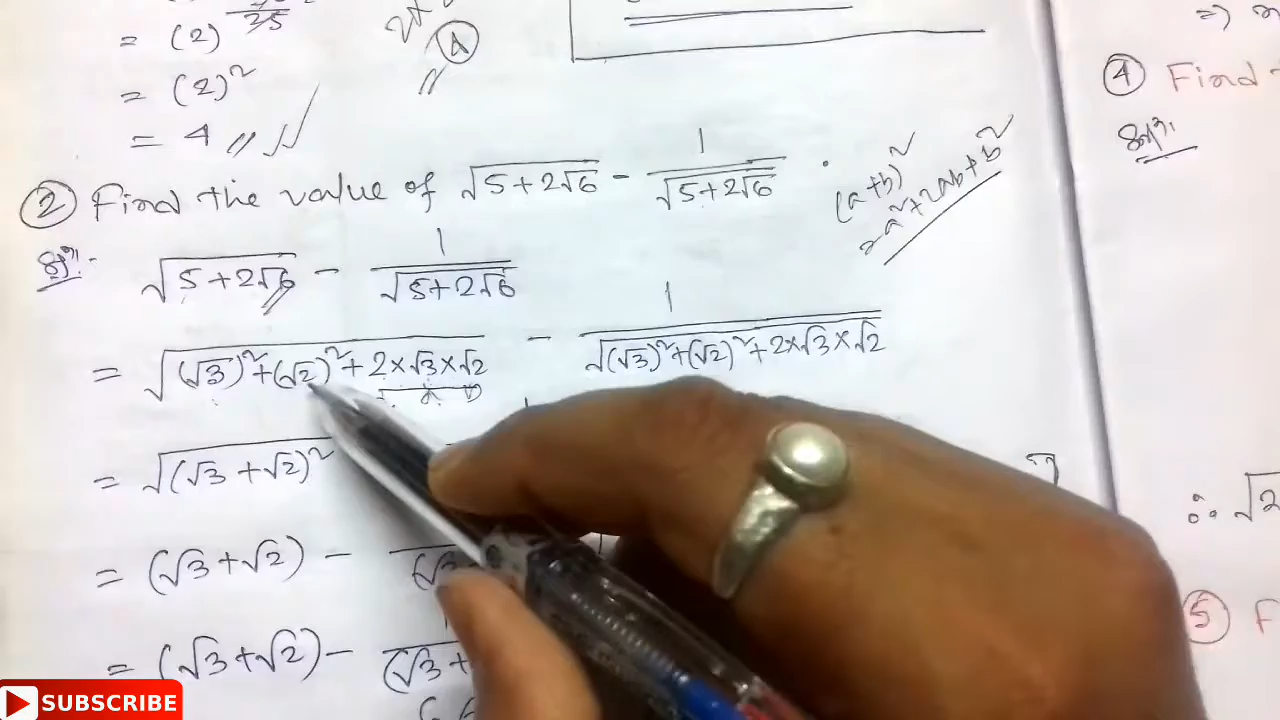 = (2)
= (2)²
= 4 //
A
② Find the value of √5+2√6 - 1/√5+2√6 .
(a+b)²
= a²+2ab+b²
√5+2√6 - 1/√5+2√6
= √(√3)²+(√2)²+2×√3×√2 - 1/√(√3)²+(√2)²+2×√3×√2
= √(√3+√2)²
= (√3+√2) -
= (√3+√2) -
④ Find
⑤ F
SUBSCRIBE